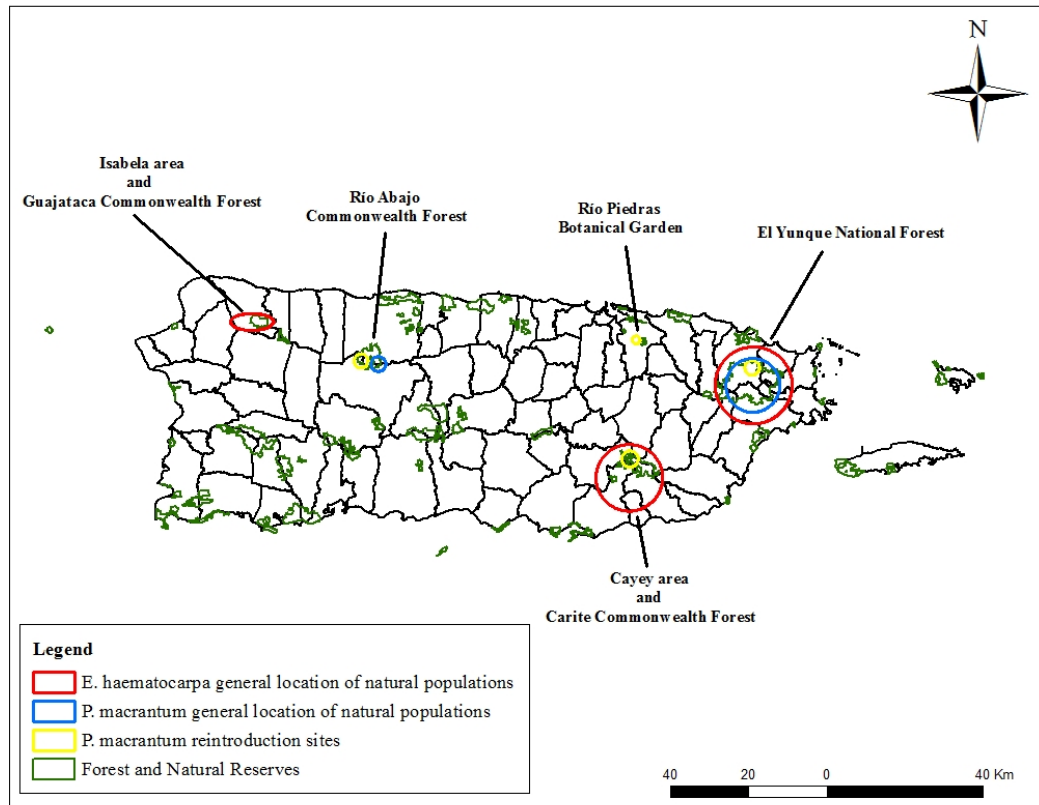 N
Isabela area
and
Guajataca Commonwealth Forest
Río Abajo
Commonwealth Forest
Río Piedras
Botanical Garden
El Yunque National Forest
Cayey area
and
Carite Commonwealth Forest
Legend
E. haematocarpa general location of natural populations
P. macrantum general location of natural populations
P. macrantum reintroduction sites
Forest and Natural Reserves
40 20 0 40 Km